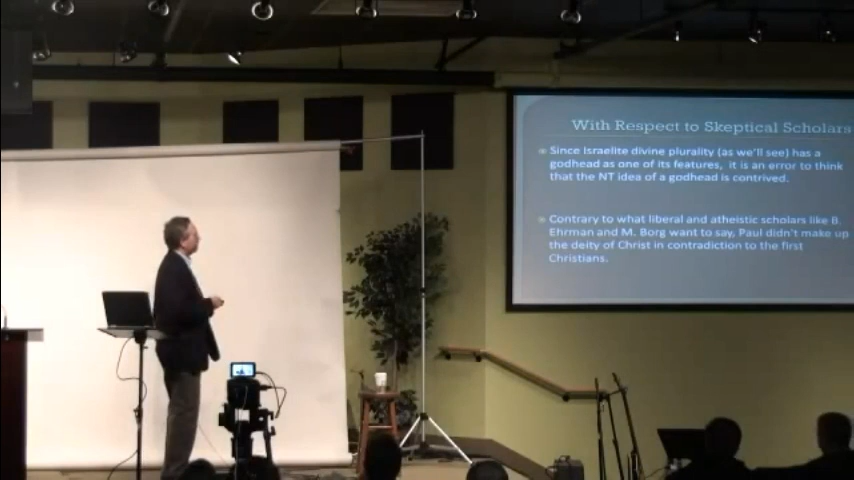 With Respect to Skeptical Scholars
Since Israelite divine plurality (as we'll see) has a
godhead as one of its features, it is an error to think
that the NT idea of a godhead is contrived.
Contrary to what liberal and atheistic scholars like B.
Ehrman and M. Borg want to say, Paul didn't make up
the deity of Christ in contradiction to the first
Christians.